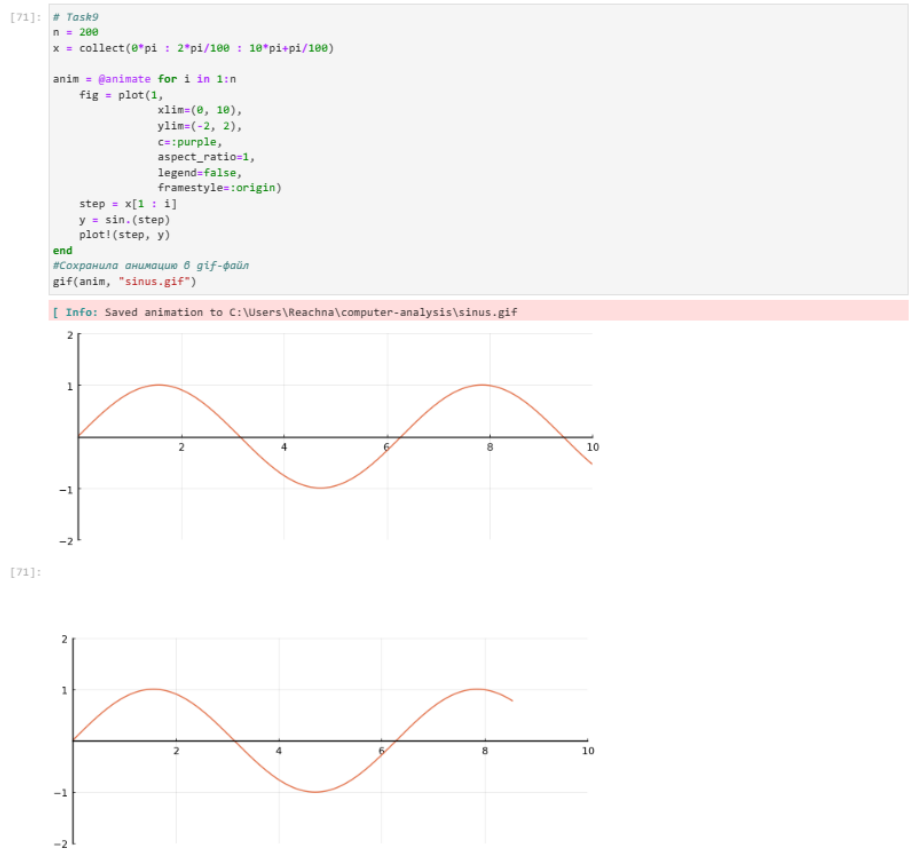 [71]: # Task9
n = 200
x = collect(0*pi : 2*pi/100 : 10*pi+pi/100)
anim = @animate for i in 1:n
    fig = plot(1,
               xlim=(0, 10),
               ylim=(-2, 2),
               c=:purple,
               aspect_ratio=1,
               legend=false,
               framestyle=:origin)
    step = x[1 : i]
    y = sin.(step)
    plot!(step, y)
end
#Сохранила анимацию в gif-файл
gif(anim, "sinus.gif")
[ Info: Saved animation to C:\Users\Reachna\computer-analysis\sinus.gif
2
1
2 4 6 8 10
−1
−2
[71]:
2
1
2 4 6 8 10
−1
−2